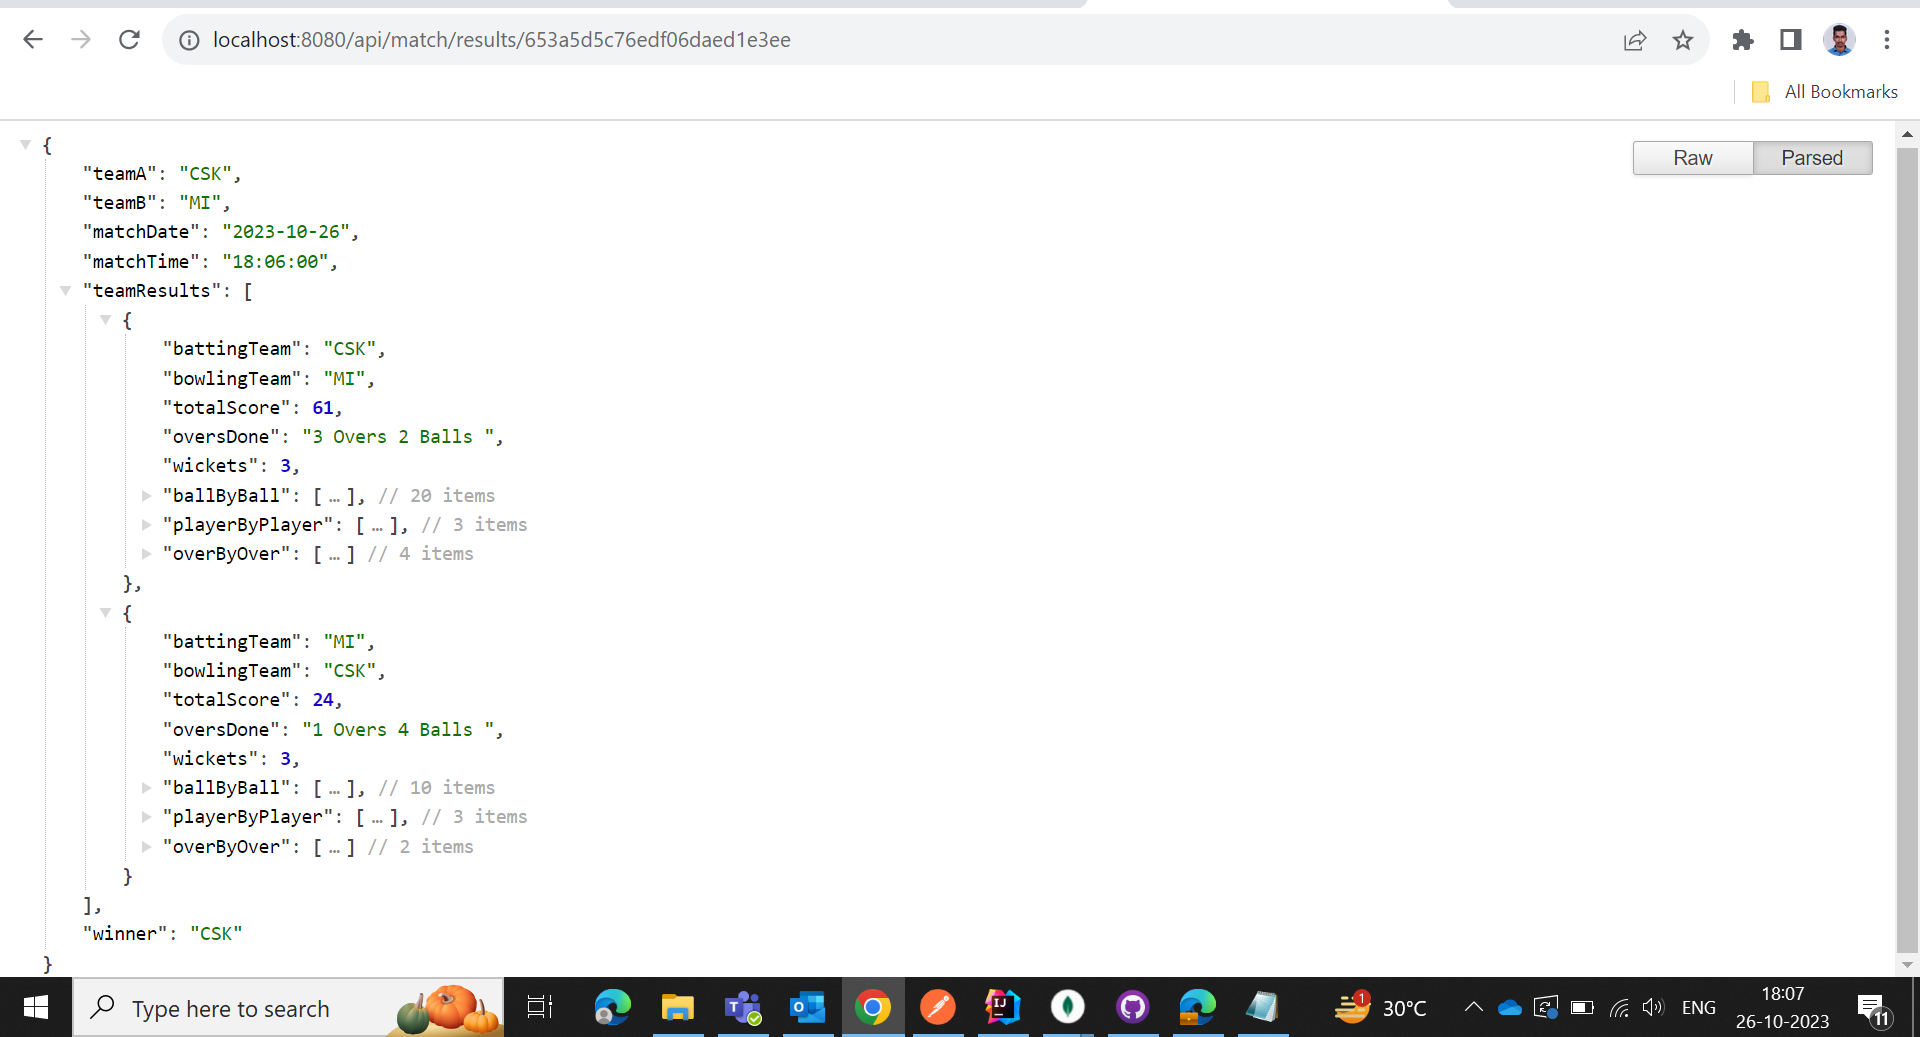 localhost:8080/api/match/results/653a5d5c76edf06daed1e3ee
All Bookmarks
Raw Parsed
{
"teamA": "CSK",
"teamB": "MI",
"matchDate": "2023-10-26",
"matchTime": "18:06:00",
"teamResults": [
{
"battingTeam": "CSK",
"bowlingTeam": "MI",
"totalScore": 61,
"oversDone": "3 Overs 2 Balls ",
"wickets": 3,
"ballByBall": [ … ], // 20 items
"playerByPlayer": [ … ], // 3 items
"overByOver": [ … ] // 4 items
},
{
"battingTeam": "MI",
"bowlingTeam": "CSK",
"totalScore": 24,
"oversDone": "1 Overs 4 Balls ",
"wickets": 3,
"ballByBall": [ … ], // 10 items
"playerByPlayer": [ … ], // 3 items
"overByOver": [ … ] // 2 items
}
],
"winner": "CSK"
}
Type here to search
1
30°C
ENG
18:07
26-10-2023
11